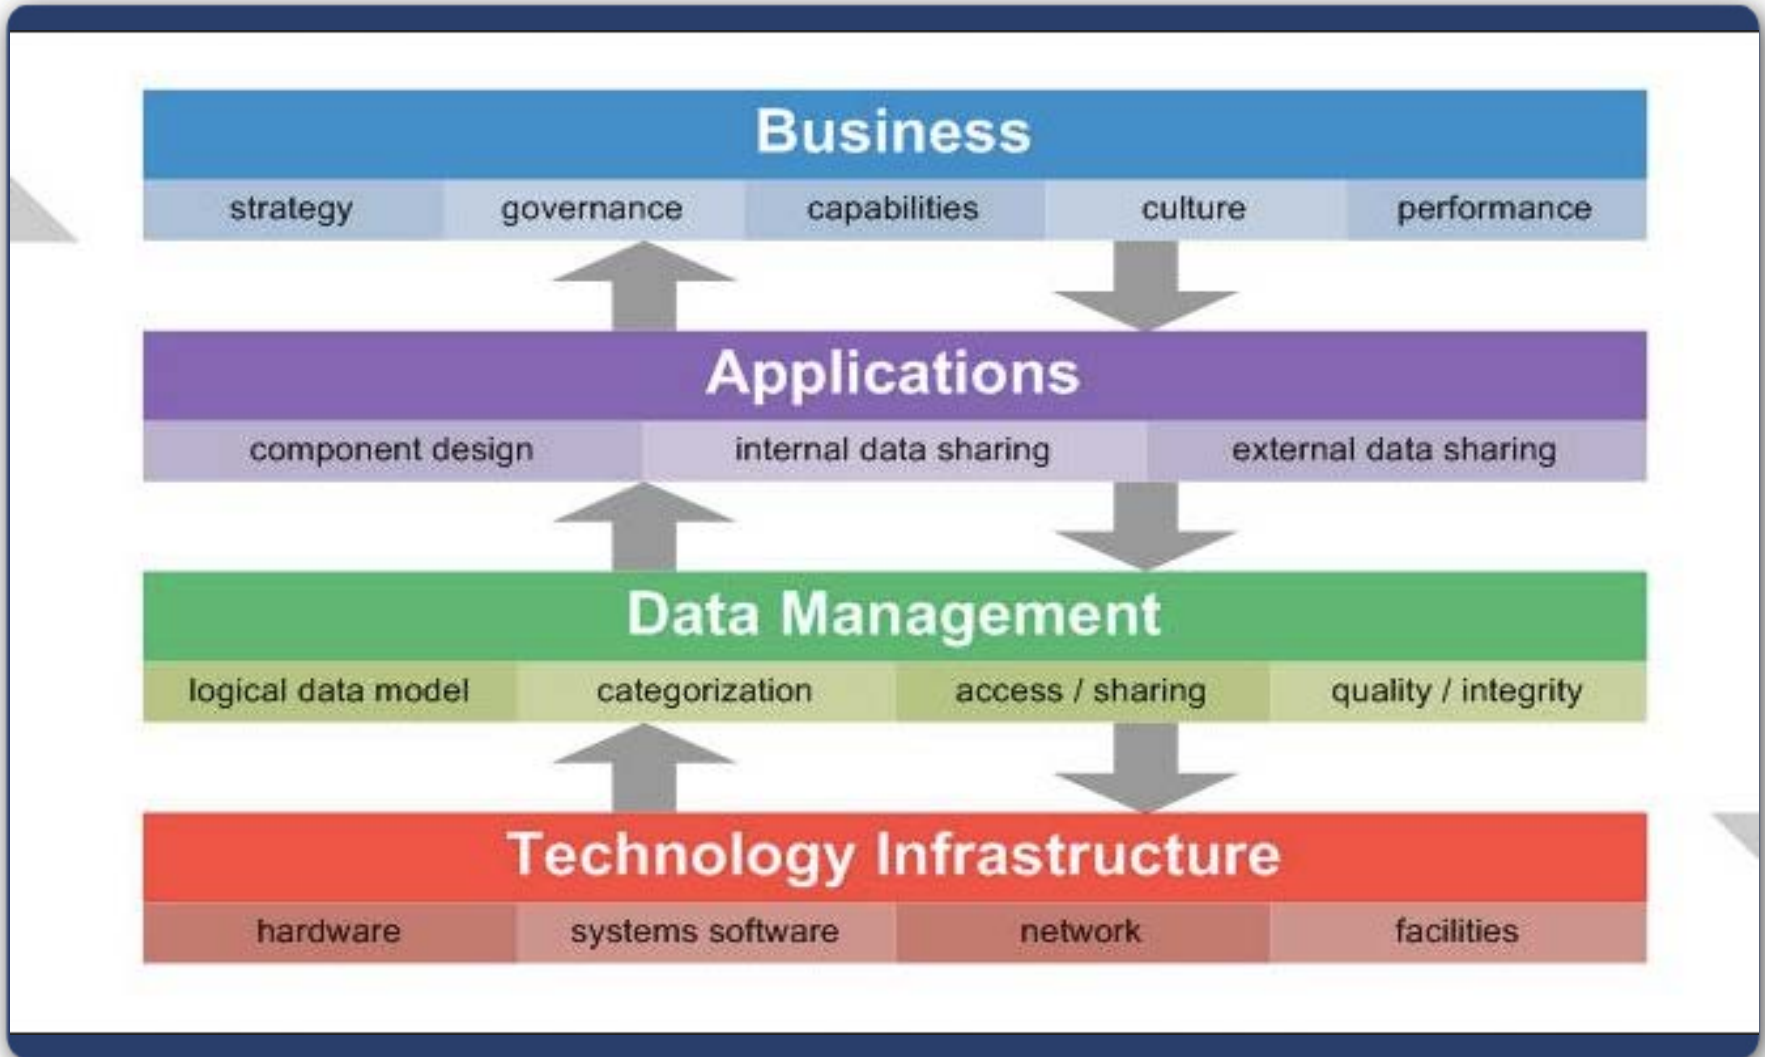 Business
strategy governance capabilities culture performance
Applications
component design internal data sharing external data sharing
Data Management
logical data model categorization access / sharing quality / integrity
Technology Infrastructure
hardware systems software network facilities